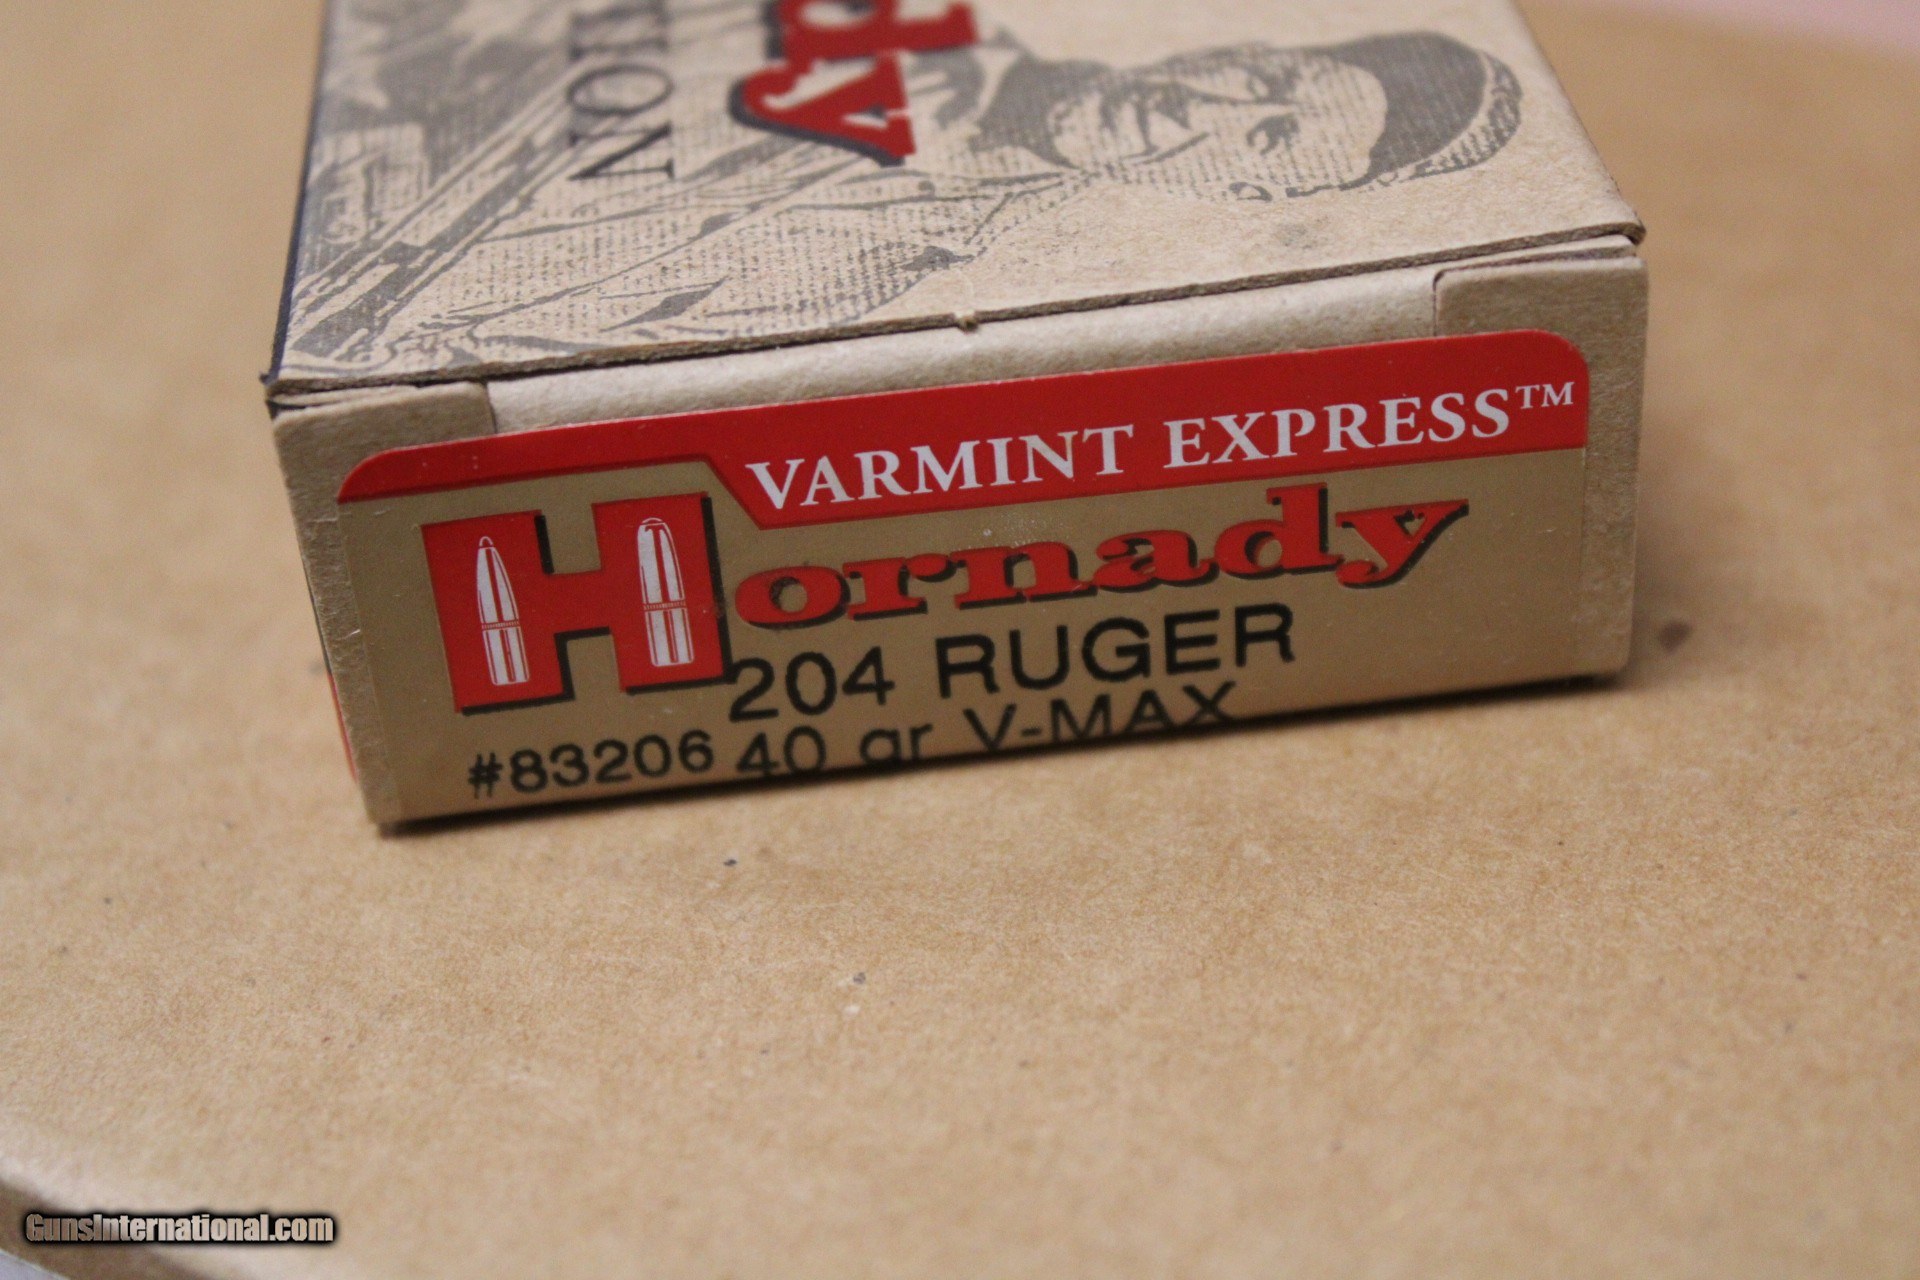 VARMINT EXPRESS™
Hornady
204 RUGER
#83206 40 gr V-MAX
GunsInternational.com